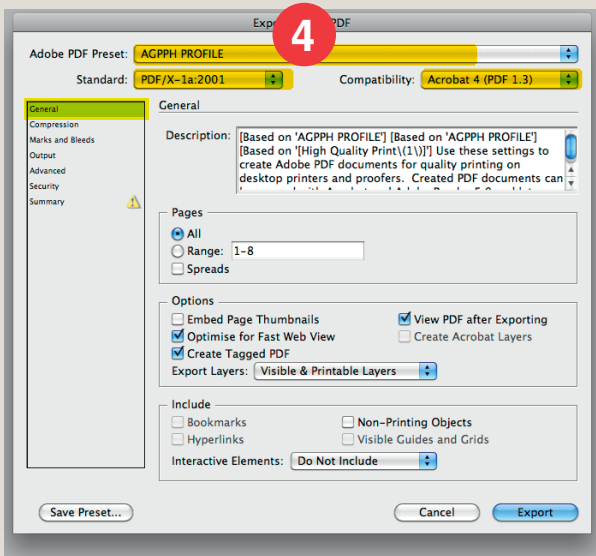 Exp PDF
4
Adobe PDF Preset: AGPPH PROFILE
Standard: PDF/X-1a:2001 Compatibility: Acrobat 4 (PDF 1.3)
General
Compression
Marks and Bleeds
Output
Advanced
Security
Summary
General
Description: [Based on 'AGPPH PROFILE'] [Based on 'AGPPH PROFILE']
[Based on '[High Quality Print\(1\)]'] Use these settings to
create Adobe PDF documents for quality printing on
desktop printers and proofers. Created PDF documents can
Pages
All
Range: 1-8
Spreads
Options
Embed Page Thumbnails View PDF after Exporting
Optimise for Fast Web View Create Acrobat Layers
Create Tagged PDF
Export Layers: Visible & Printable Layers
Include
Bookmarks Non-Printing Objects
Hyperlinks Visible Guides and Grids
Interactive Elements: Do Not Include
Save Preset... Cancel Export